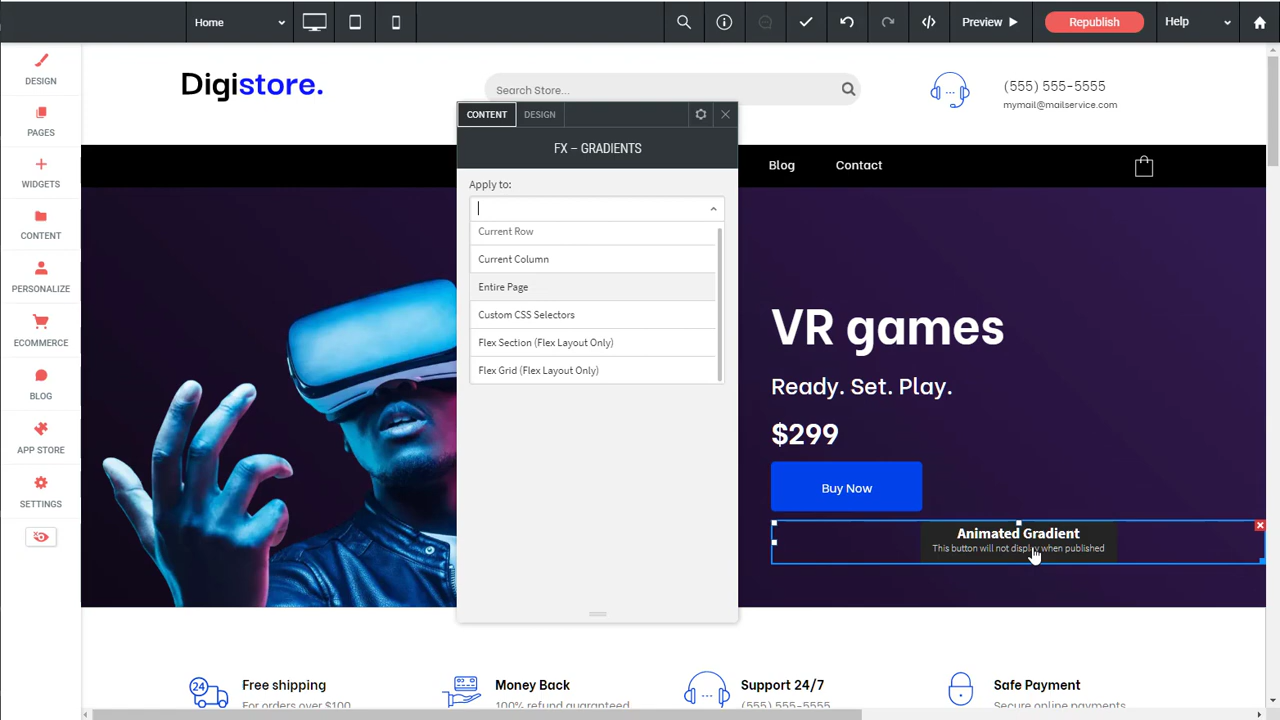 Home
Preview
Republish
Help
DESIGN
PAGES
WIDGETS
CONTENT
PERSONALIZE
ECOMMERCE
BLOG
APP STORE
SETTINGS
Digistore.
Search Store...
(555) 555-5555
mymail@mailservice.com
Blog
Contact
CONTENT
DESIGN
FX – GRADIENTS
Apply to:
Current Row
Current Column
Entire Page
Custom CSS Selectors
Flex Section (Flex Layout Only)
Flex Grid (Flex Layout Only)
VR games
Ready. Set. Play.
$299
Buy Now
Animated Gradient
This button will not display when published
24
Free shipping
For orders over $100
Money Back
100% refund guaranteed
Support 24/7
(555) 555-5555
Safe Payment
Secure online payments